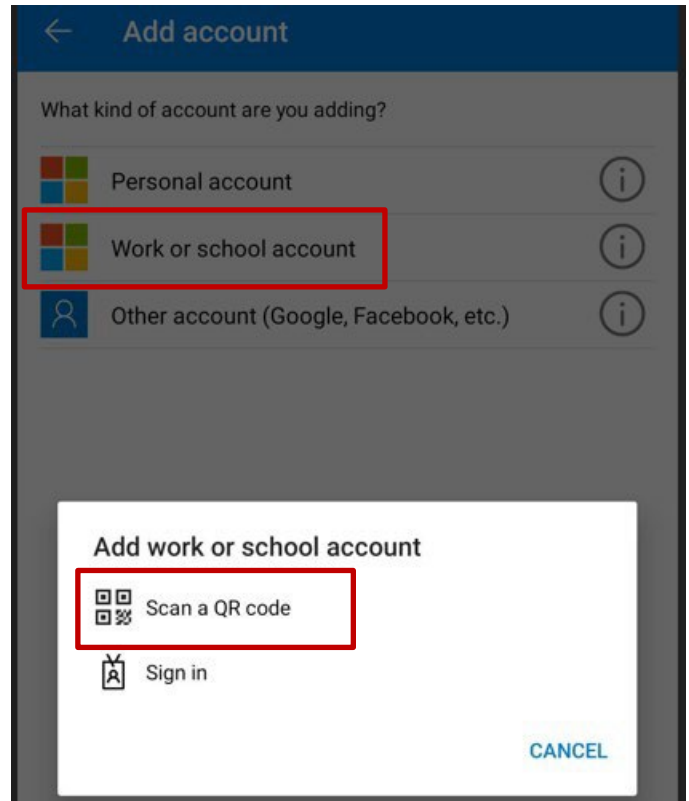 Add account
What kind of account are you adding?
Personal account
Work or school account
Other account (Google, Facebook, etc.)
Add work or school account
Scan a QR code
Sign in
CANCEL